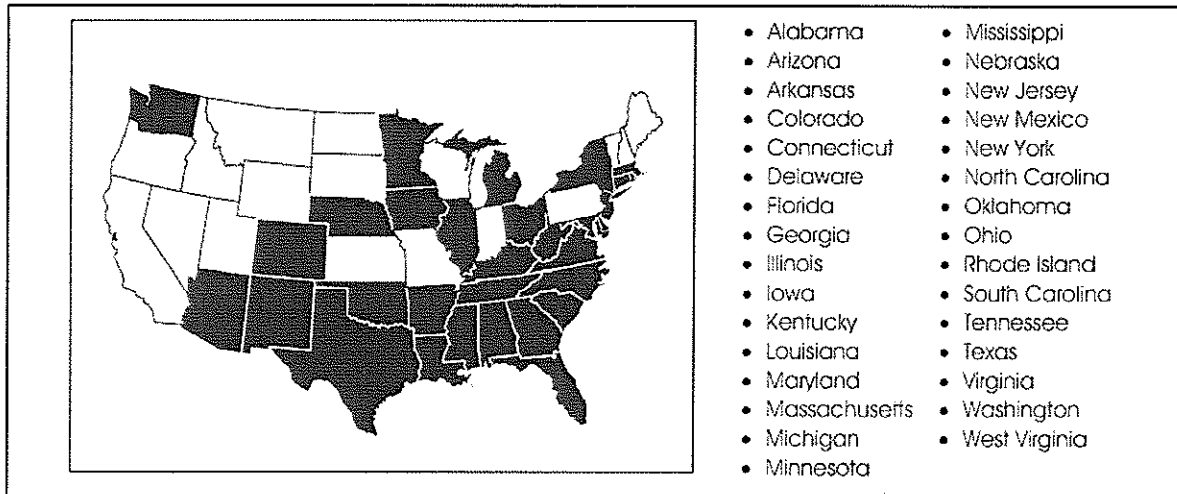 • Alabama
• Arizona
• Arkansas
• Colorado
• Connecticut
• Delaware
• Florida
• Georgia
• Illinois
• Iowa
• Kentucky
• Louisiana
• Maryland
• Massachusetts
• Michigan
• Minnesota
• Mississippi
• Nebraska
• New Jersey
• New Mexico
• New York
• North Carolina
• Oklahoma
• Ohio
• Rhode Island
• South Carolina
• Tennessee
• Texas
• Virginia
• Washington
• West Virginia